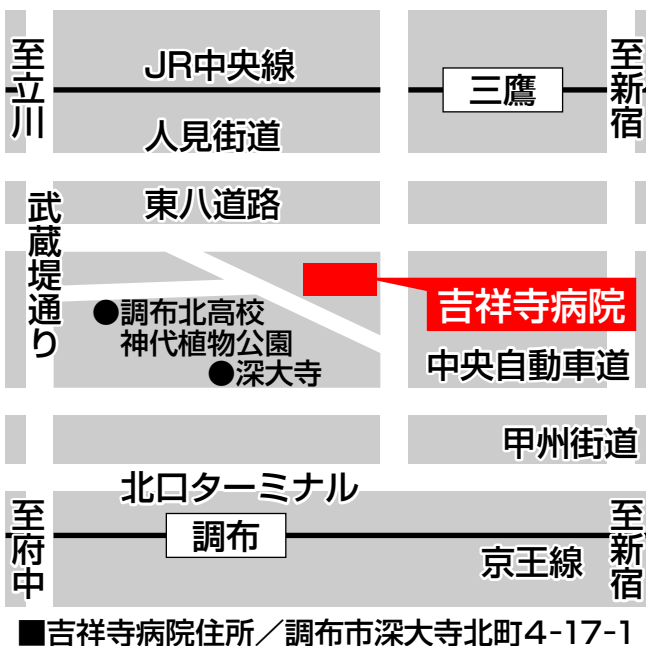 至立川
JR中央線
三鷹
至新宿
人見街道
東八道路
武蔵堤通り
吉祥寺病院
●調布北高校
神代植物公園
●深大寺
中央自動車道
甲州街道
北口ターミナル
至府中
調布
京王線
至新宿
■吉祥寺病院住所／調布市深大寺北町4-17-1